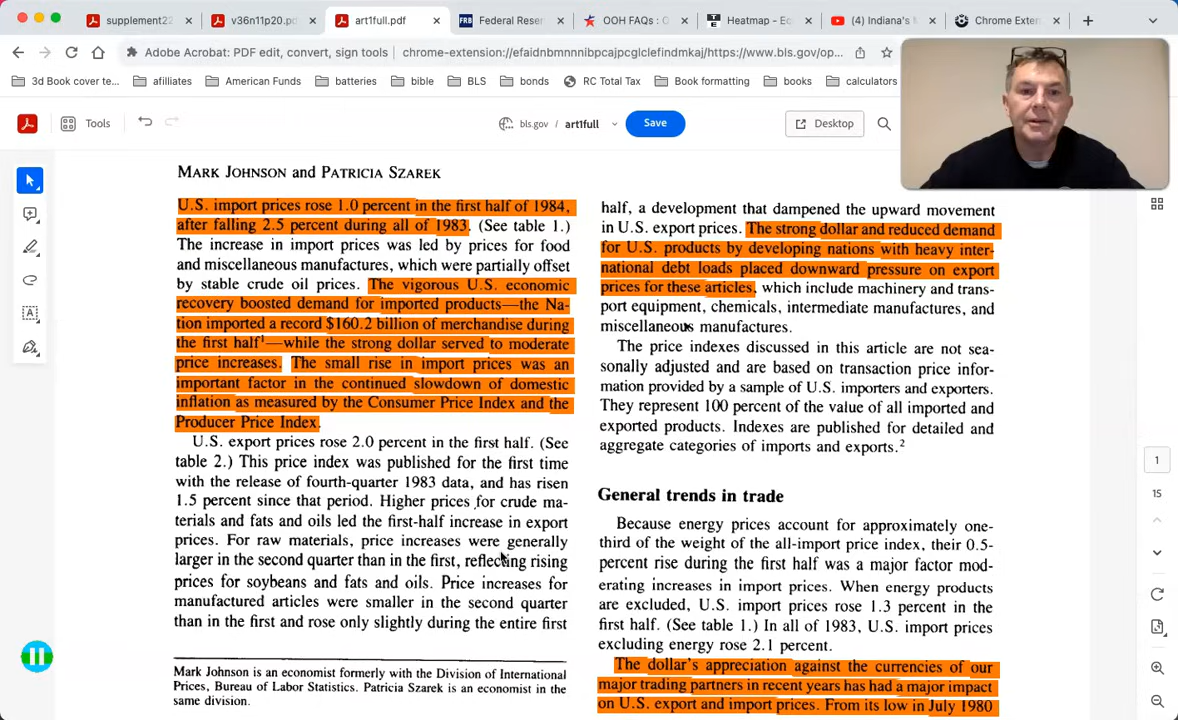 supplement22
v36n11p20.pd
art1full.pdf
Federal Reser
OOH FAQs : O
Heatmap - Ec
(4) Indiana's M
Chrome Exten
Adobe Acrobat: PDF edit, convert, sign tools
chrome-extension://efaidnbmnnnibpcajpcglclefindmkaj/https://www.bls.gov/op...
3d Book cover te...
afilliates
American Funds
batteries
bible
BLS
bonds
RC Total Tax
Book formatting
books
calculators
Tools
bls.gov / art1full
Save
Desktop
MARK JOHNSON and PATRICIA SZAREK
U.S. import prices rose 1.0 percent in the first half of 1984,
after falling 2.5 percent during all of 1983. (See table 1.)
The increase in import prices was led by prices for food
and miscellaneous manufactures, which were partially offset
by stable crude oil prices. The vigorous U.S. economic
recovery boosted demand for imported products—the Na-
tion imported a record $160.2 billion of merchandise during
the first half¹—while the strong dollar served to moderate
price increases. The small rise in import prices was an
important factor in the continued slowdown of domestic
inflation as measured by the Consumer Price Index and the
Producer Price Index.
U.S. export prices rose 2.0 percent in the first half. (See
table 2.) This price index was published for the first time
with the release of fourth-quarter 1983 data, and has risen
1.5 percent since that period. Higher prices for crude ma-
terials and fats and oils led the first-half increase in export
prices. For raw materials, price increases were generally
larger in the second quarter than in the first, reflecting rising
prices for soybeans and fats and oils. Price increases for
manufactured articles were smaller in the second quarter
than in the first and rose only slightly during the entire first
Mark Johnson is an economist formerly with the Division of International
Prices, Bureau of Labor Statistics. Patricia Szarek is an economist in the
same division.
half, a development that dampened the upward movement
in U.S. export prices. The strong dollar and reduced demand
for U.S. products by developing nations with heavy inter-
national debt loads placed downward pressure on export
prices for these articles, which include machinery and trans-
port equipment, chemicals, intermediate manufactures, and
miscellaneous manufactures.
The price indexes discussed in this article are not sea-
sonally adjusted and are based on transaction price infor-
mation provided by a sample of U.S. importers and exporters.
They represent 100 percent of the value of all imported and
exported products. Indexes are published for detailed and
aggregate categories of imports and exports.²
General trends in trade
Because energy prices account for approximately one-
third of the weight of the all-import price index, their 0.5-
percent rise during the first half was a major factor mod-
erating increases in import prices. When energy products
are excluded, U.S. import prices rose 1.3 percent in the
first half. (See table 1.) In all of 1983, U.S. import prices
excluding energy rose 2.1 percent.
The dollar's appreciation against the currencies of our
major trading partners in recent years has had a major impact
on U.S. export and import prices. From its low in July 1980
1
15